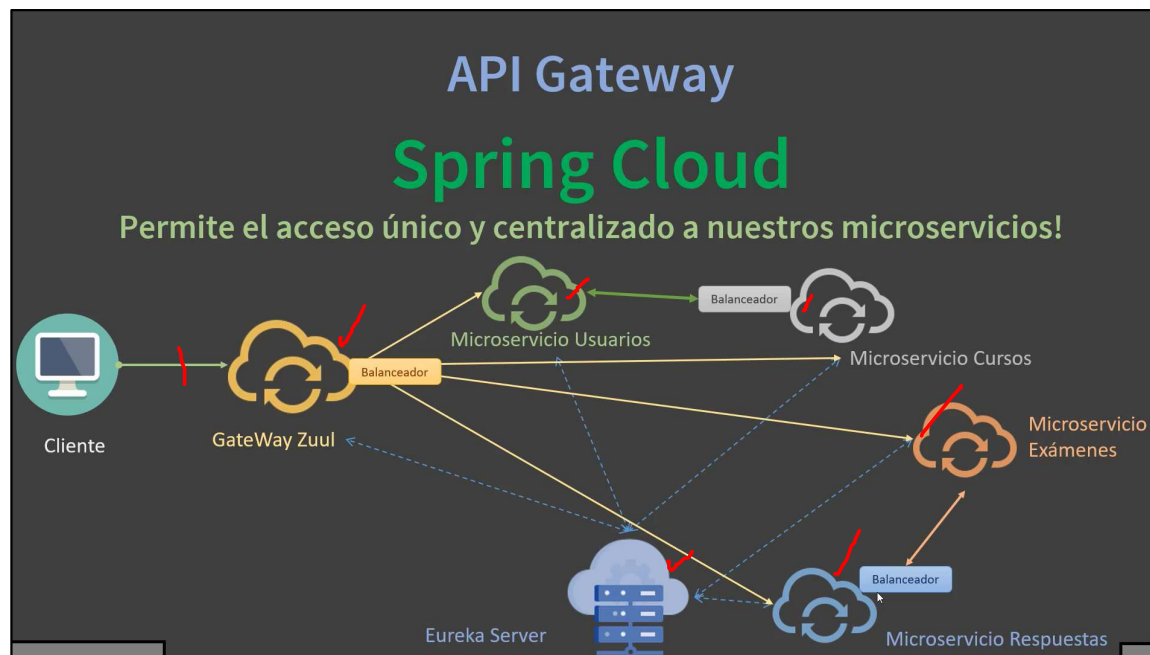 API Gateway
Spring Cloud
Permite el acceso único y centralizado a nuestros microservicios!
Balanceador
Microservicio Usuarios
Microservicio Cursos
Balanceador
Cliente
GateWay Zuul
Microservicio
Exámenes
Balanceador
Eureka Server
Microservicio Respuestas